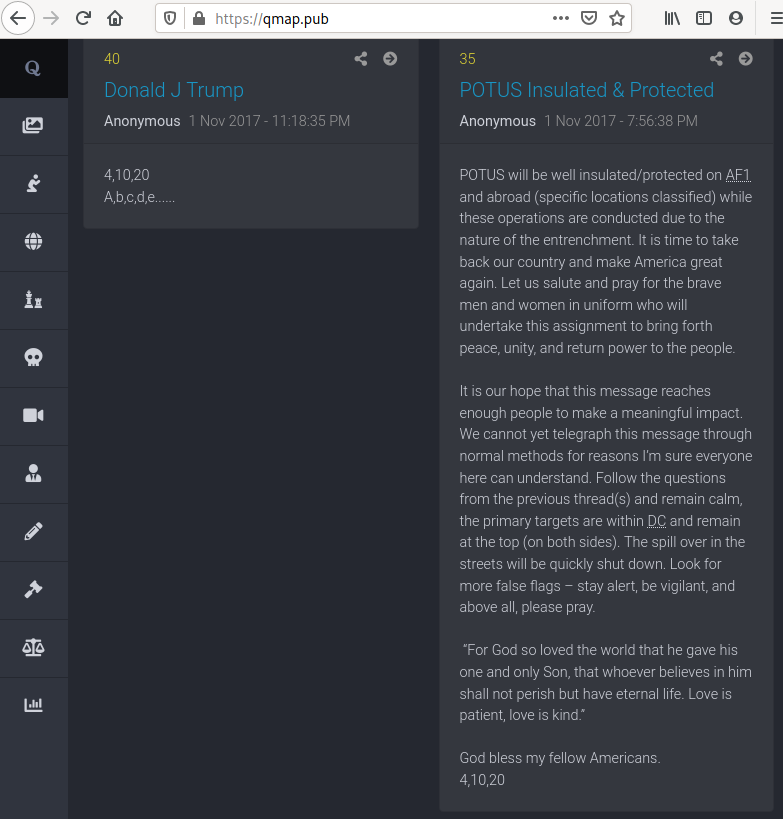 https://qmap.pub
Q
40
Donald J Trump
Anonymous 1 Nov 2017 - 11:18:35 PM
4,10,20
A,b,c,d,e......
35
POTUS Insulated & Protected
Anonymous 1 Nov 2017 - 7:56:38 PM
POTUS will be well insulated/protected on AF1
and abroad (specific locations classified) while
these operations are conducted due to the
nature of the entrenchment. It is time to take
back our country and make America great
again. Let us salute and pray for the brave
men and women in uniform who will
undertake this assignment to bring forth
peace, unity, and return power to the people.
It is our hope that this message reaches
enough people to make a meaningful impact.
We cannot yet telegraph this message through
normal methods for reasons I’m sure everyone
here can understand. Follow the questions
from the previous thread(s) and remain calm,
the primary targets are within DC and remain
at the top (on both sides). The spill over in the
streets will be quickly shut down. Look for
more false flags – stay alert, be vigilant, and
above all, please pray.
“For God so loved the world that he gave his
one and only Son, that whoever believes in him
shall not perish but have eternal life. Love is
patient, love is kind.”
God bless my fellow Americans.
4,10,20